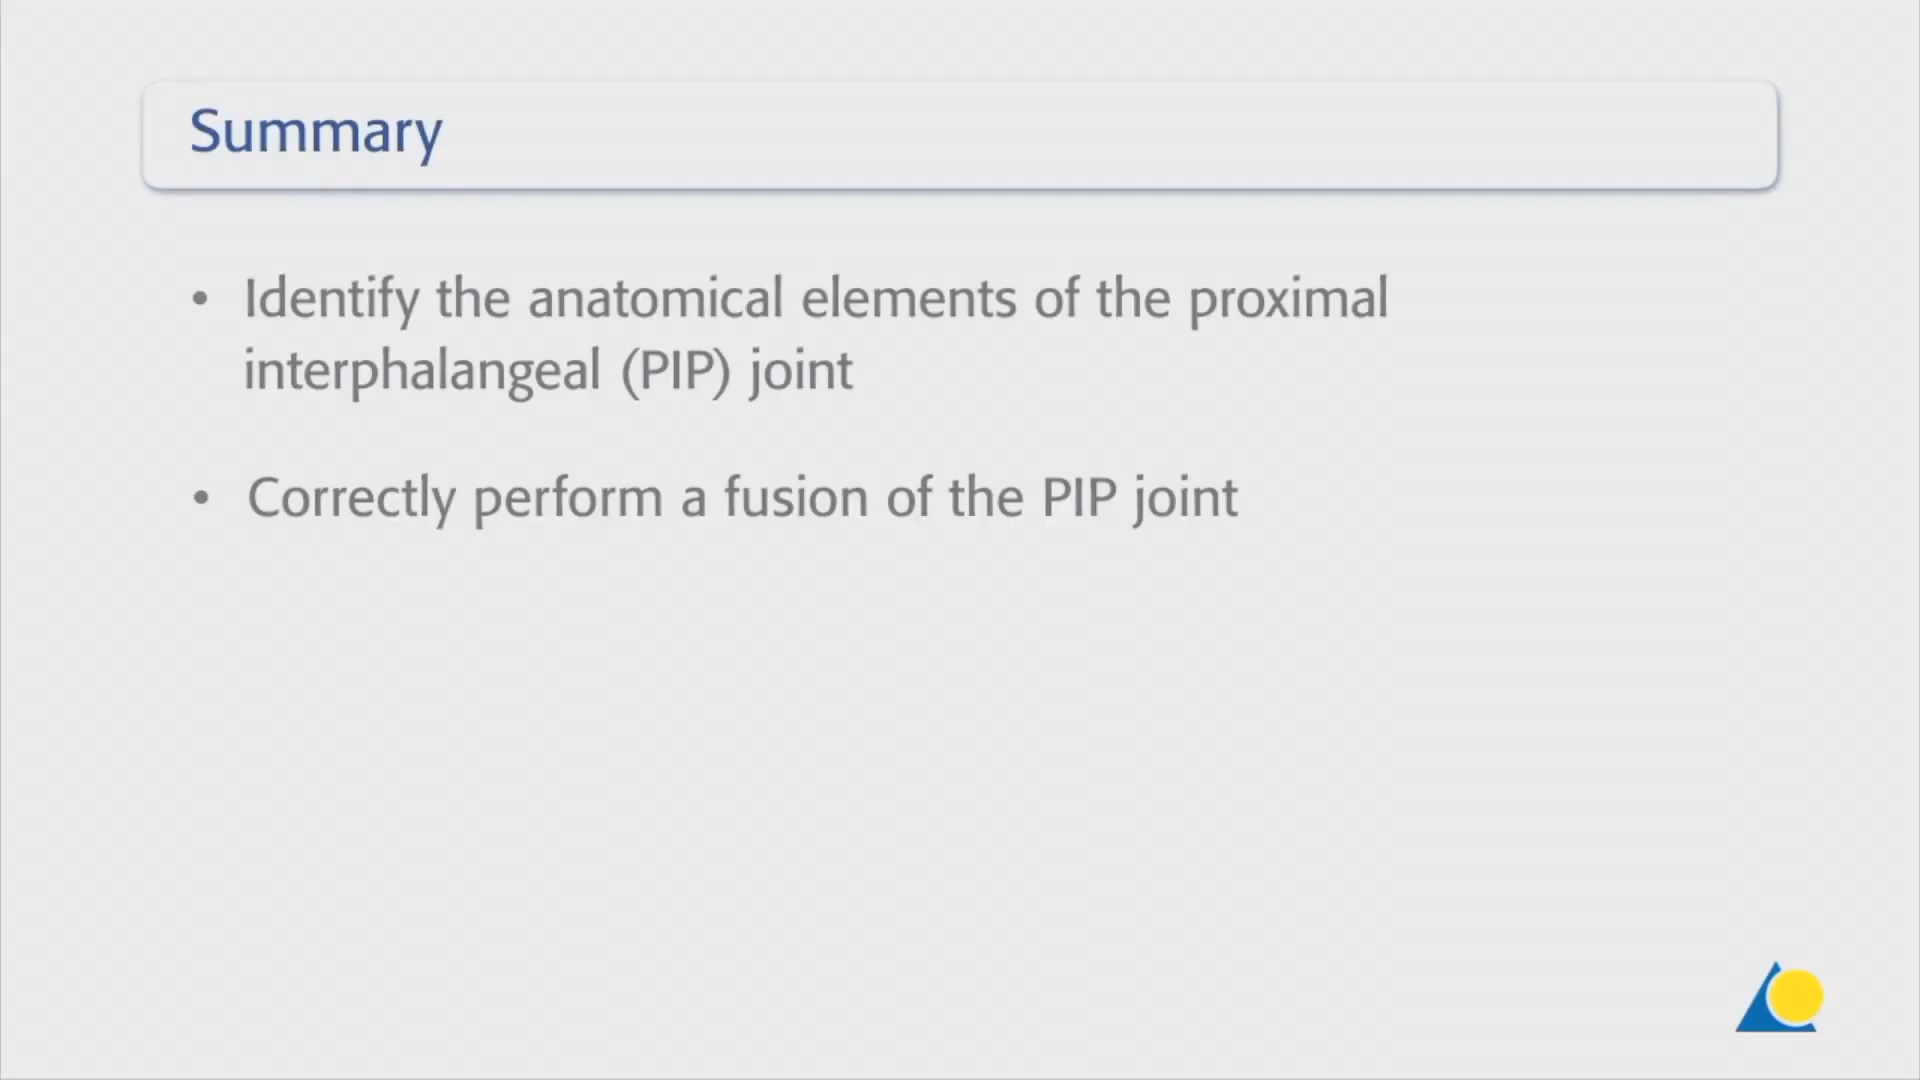 Summary
• Identify the anatomical elements of the proximal
interphalangeal (PIP) joint
• Correctly perform a fusion of the PIP joint